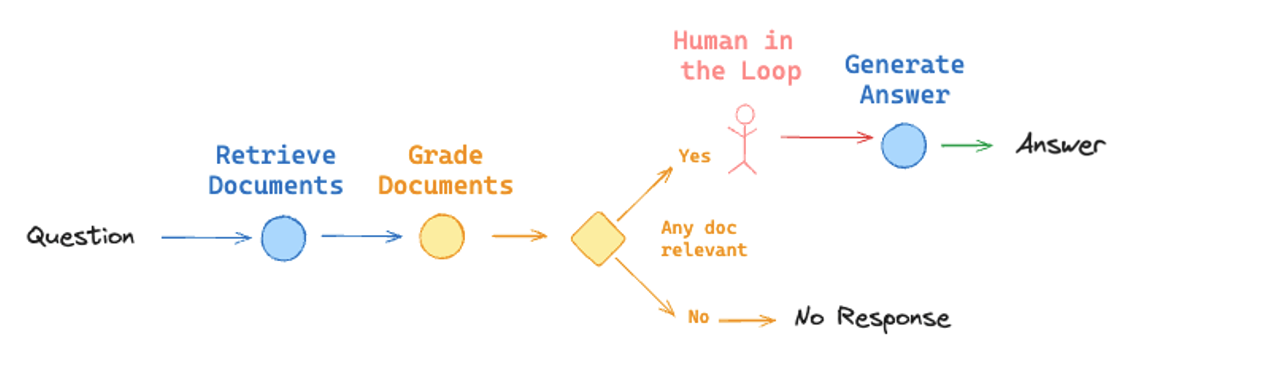 Human in
the Loop
Generate
Answer
Retrieve
Documents
Grade
Documents
Yes
Answer
Question
Any doc
relevant
No
No Response